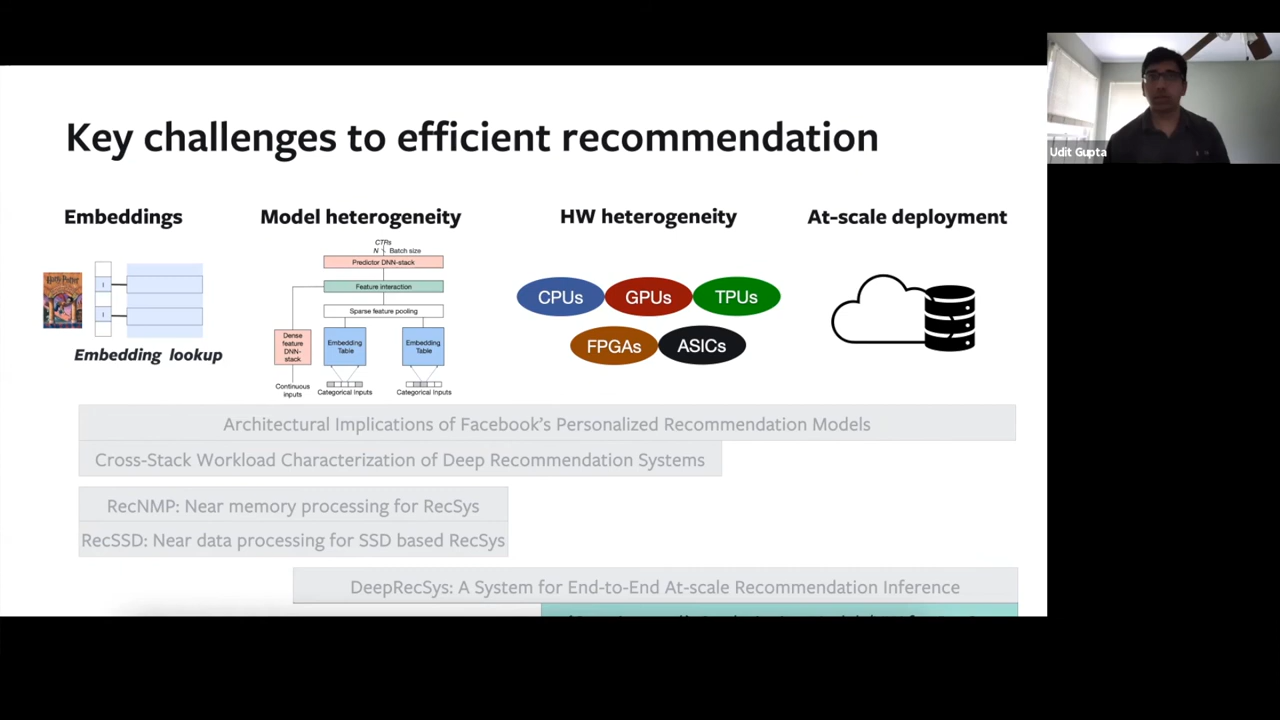 Key challenges to efficient recommendation
Udit Gupta
Embeddings
Model heterogeneity
HW heterogeneity
At-scale deployment
Harry Potter
1
1
Embedding lookup
CTRs
N Batch size
Predictor DNN-stack
Feature interaction
Sparse feature pooling
Dense
feature
DNN-
stack
Embedding
Table
Embedding
Table
Continuous
inputs
Categorical Inputs
Categorical Inputs
CPUs
GPUs
TPUs
FPGAs
ASICs
Architectural Implications of Facebook's Personalized Recommendation Models
Cross-Stack Workload Characterization of Deep Recommendation Systems
RecNMP: Near memory processing for RecSys
RecSSD: Near data processing for SSD based RecSys
DeepRecSys: A System for End-to-End At-scale Recommendation Inference